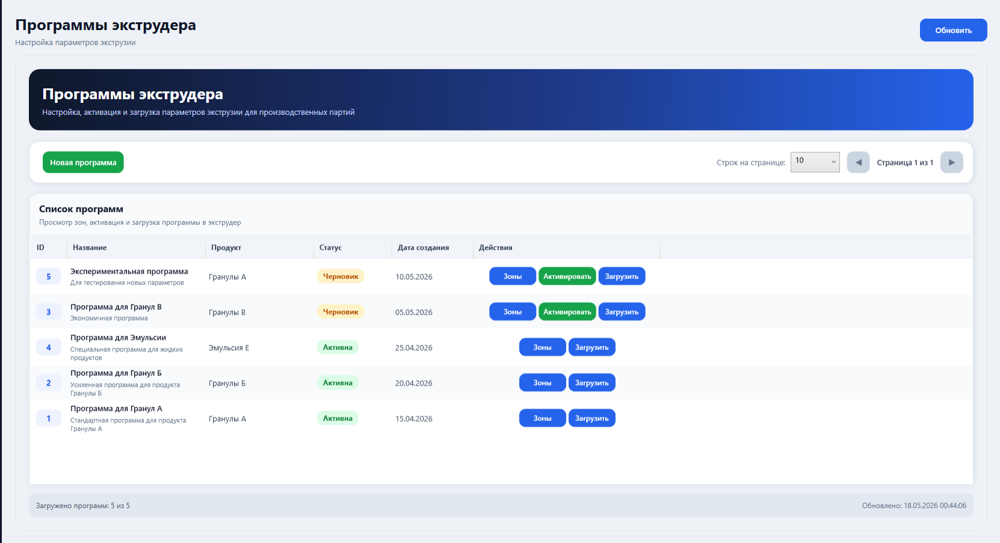 Программы экструдера
Настройка параметров экструзии
Обновить
Программы экструдера
Настройка, активация и загрузка параметров экструзии для производственных партий
Новая программа
Строк на странице: 10 ◀ Страница 1 из 1 ▶
Список программ
Просмотр зон, активация и загрузка программы в экструдер
ID Название Продукт Статус Дата создания Действия
5 Экспериментальная программа Гранулы А Черновик 10.05.2026 Зоны Активировать Загрузить
Для тестирования новых параметров
3 Программа для Гранул В Гранулы В Черновик 05.05.2026 Зоны Активировать Загрузить
Экономичная программа
4 Программа для Эмульсии Эмульсия Е Активна 25.04.2026 Зоны Загрузить
Специальная программа для жидких
продуктов
2 Программа для Гранул Б Гранулы Б Активна 20.04.2026 Зоны Загрузить
Усиленная программа для продукта
Гранулы Б
1 Программа для Гранул А Гранулы А Активна 15.04.2026 Зоны Загрузить
Стандартная программа для продукта
Гранулы А
Загружено программ: 5 из 5
Обновлено: 18.05.2026 00:44:06